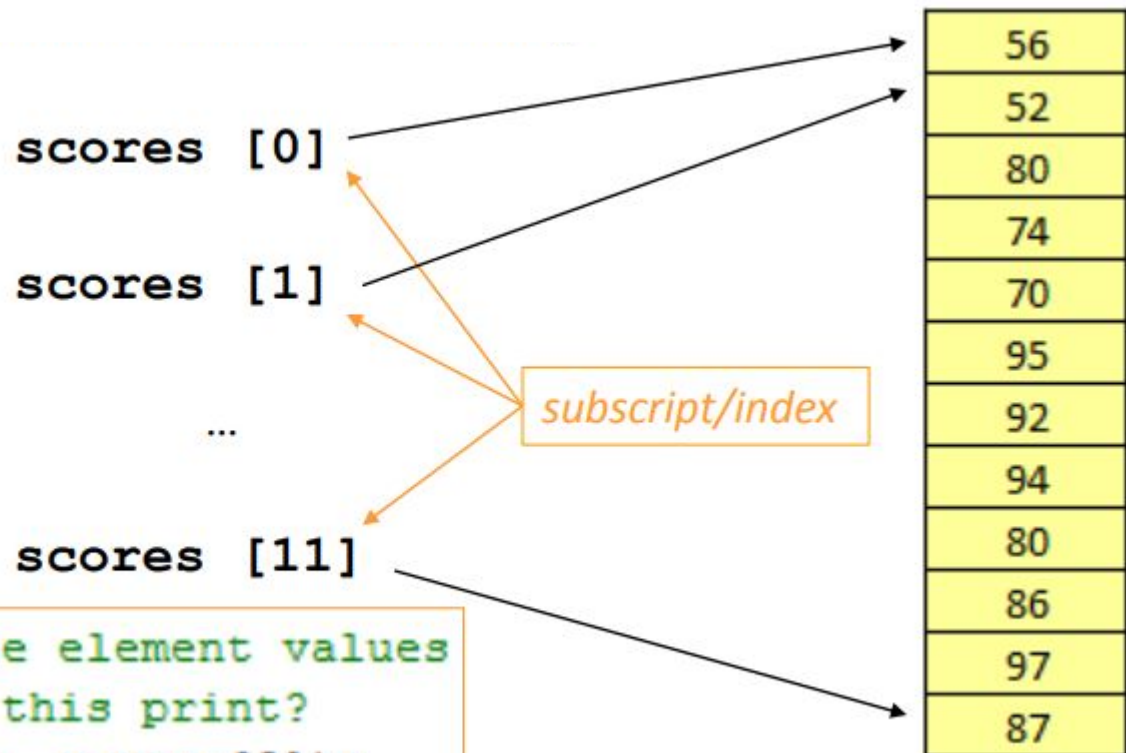 56
52
scores [0]
80
74
scores [1]
70
95
subscript/index
92
...
94
scores [11]
80
86
e element values
97
this print?
87